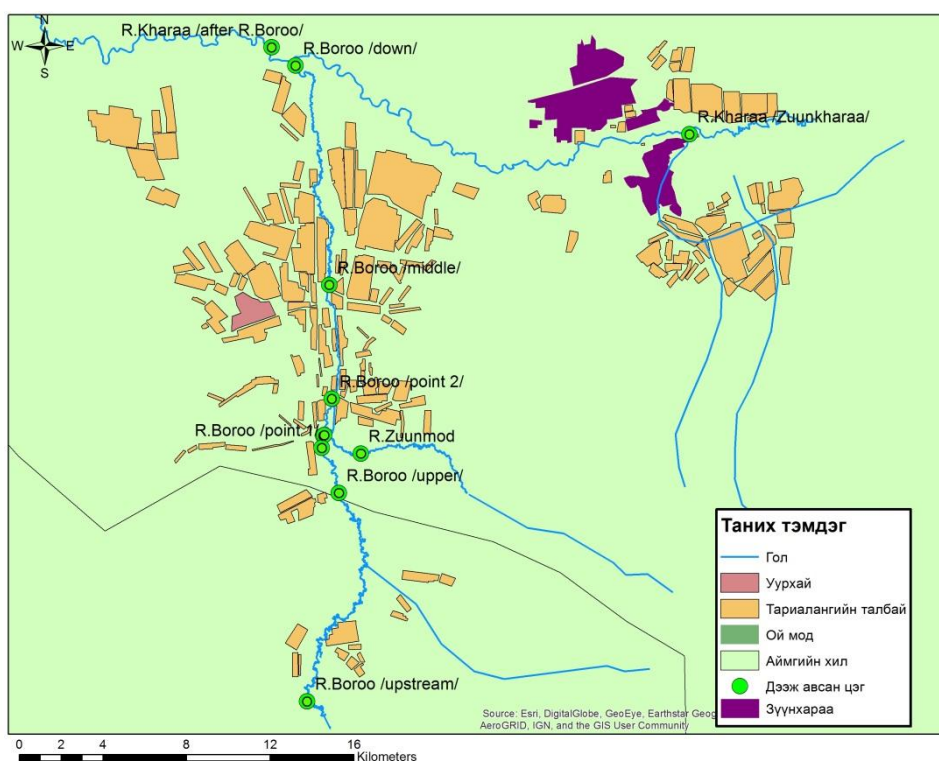 N
W E
S
R.Kharaa /after R.Boroo/
R.Boroo /down/
R.Kharaa /Zuunkharaa/
R.Boroo /middle/
R.Boroo /point 2/
R.Boroo /point 1/
R.Zuunmod
R.Boroo /upper/
R.Boroo /upstream/
Таних тэмдэг
Гол
Уурхай
Тариалангийн талбай
Ой мод
Аймгийн хил
Дээж авсан цэг
Зүүнхараа
Source: Esri, DigitalGlobe, GeoEye, Earthstar Geog
AeroGRID, IGN, and the GIS User Community
0 2 4 8 12 16
Kilometers